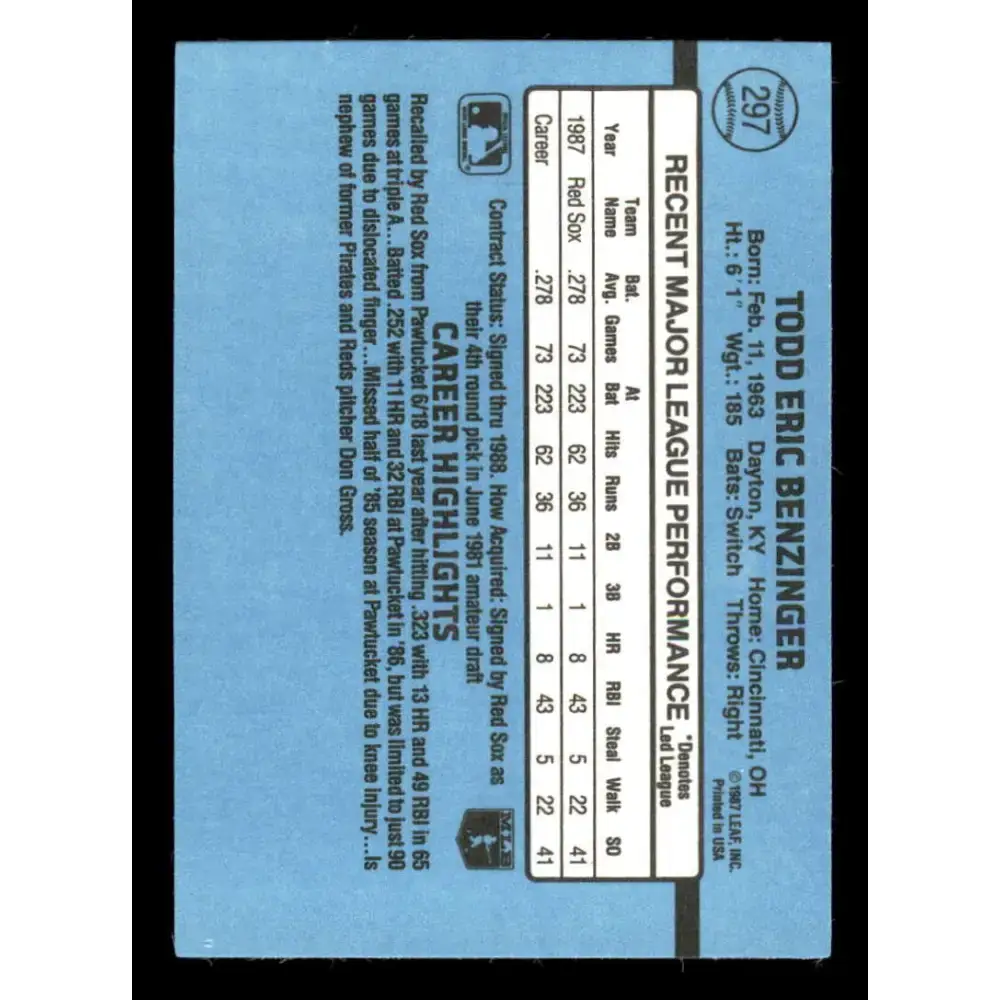 297
TODD ERIC BENZINGER
Born: Feb. 11, 1963 Dayton, KY Home: Cincinnati, OH
Ht.: 6'1" Wgt.: 185 Bats: Switch Throws: Right
© 1987 LEAF, INC.
Printed in USA
RECENT MAJOR LEAGUE PERFORMANCE *Denotes Led League
Year Team Name Bat. Avg. Games At Bat Hits Runs 2B 3B HR RBI Steal Walk SO
1987 Red Sox .278 73 223 62 36 11 1 8 43 5 22 41
Career .278 73 223 62 36 11 1 8 43 5 22 41
Contract Status: Signed thru 1988. How Acquired: Signed by Red Sox as
their 4th round pick in June 1981 amateur draft
MLB
CAREER HIGHLIGHTS
Recalled by Red Sox from Pawtucket 6/18 last year after hitting .323 with 13 HR and 49 RBI in 65
games at triple A...Batted .252 with 11 HR and 32 RBI at Pawtucket in '86, but was limited to just 90
games due to dislocated finger...Missed half of '85 season at Pawtucket due to knee injury...Is
nephew of former Pirates and Reds pitcher Don Gross.